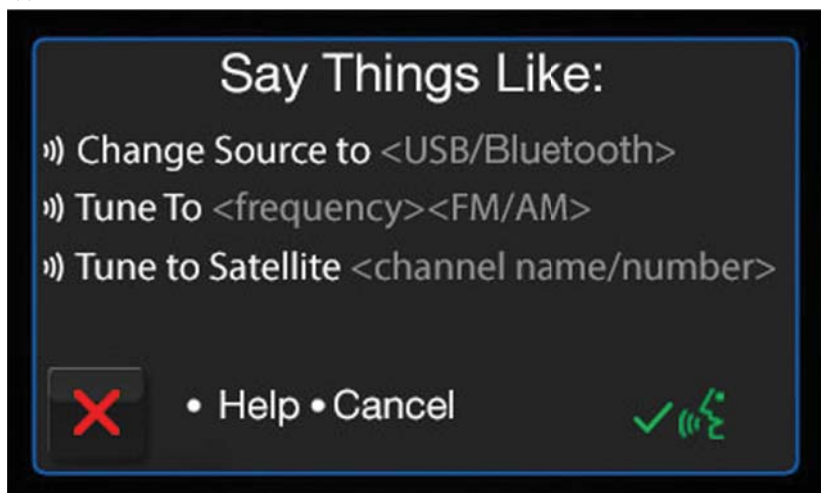 Say Things Like:
Change Source to <USB/Bluetooth>
Tune To <frequency><FM/AM>
Tune to Satellite <channel name/number>
• Help • Cancel